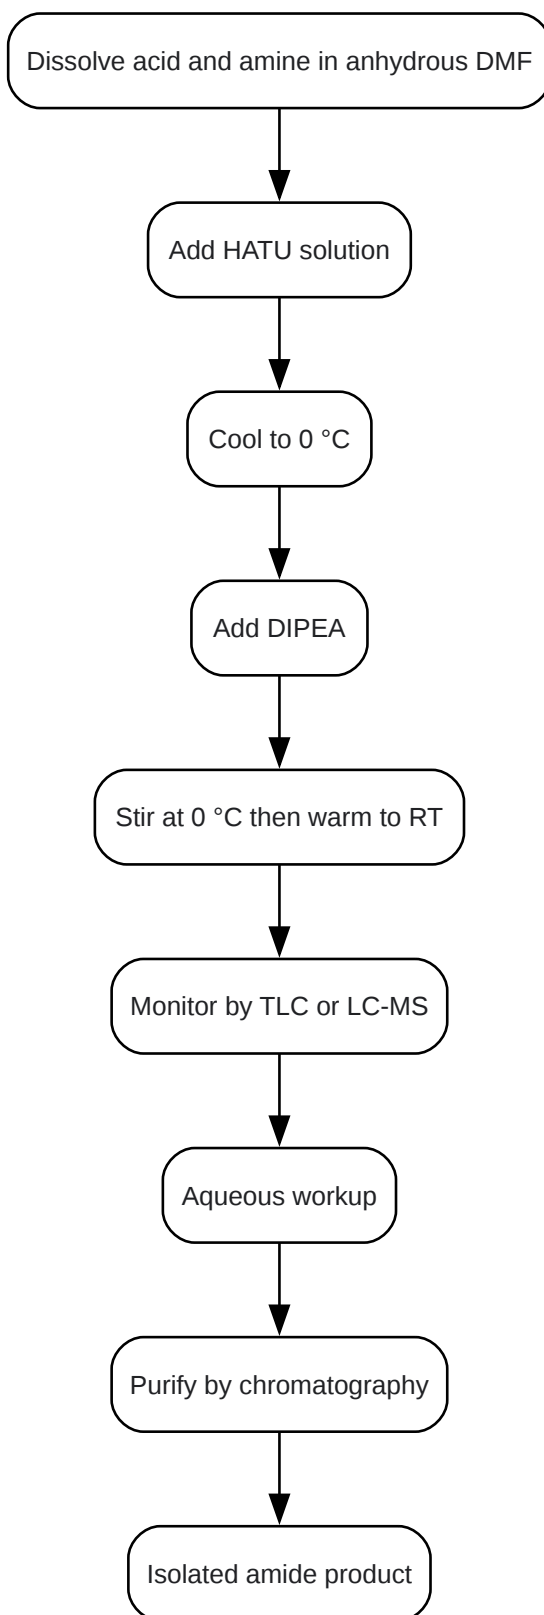 Dissolve acid and amine in anhydrous DMF
Add HATU solution
Cool to 0 °C
Add DIPEA
Stir at 0 °C then warm to RT
Monitor by TLC or LC-MS
Aqueous workup
Purify by chromatography
Isolated amide product